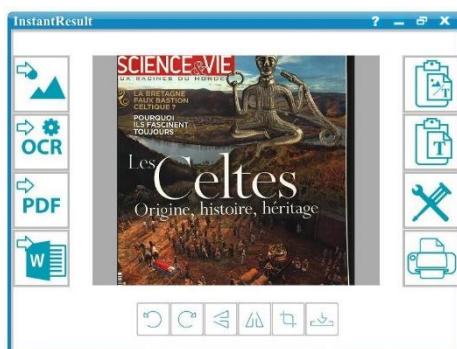 InstantResult
SCIENCE & VIE
AUX RACINES DU MONDE
LA BRETAGNE
FAUX BASTION
CELTIQUE ?
POURQUOI
ILS FASCINENT
TOUJOURS
Les
Celtes
Origine, histoire, héritage
OCR
PDF
W
T
T